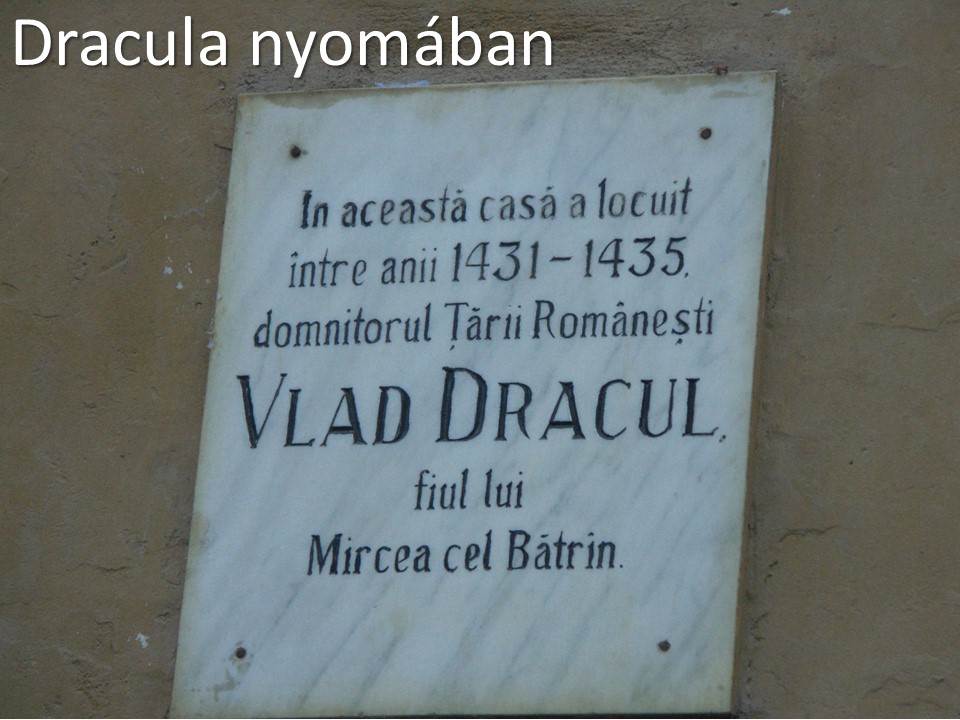 Dracula nyomában
In această casă a locuit
între anii 1431-1435,
domnitorul Țării Românești
VLAD DRACUL,
fiul lui
Mircea cel Bătrîn.